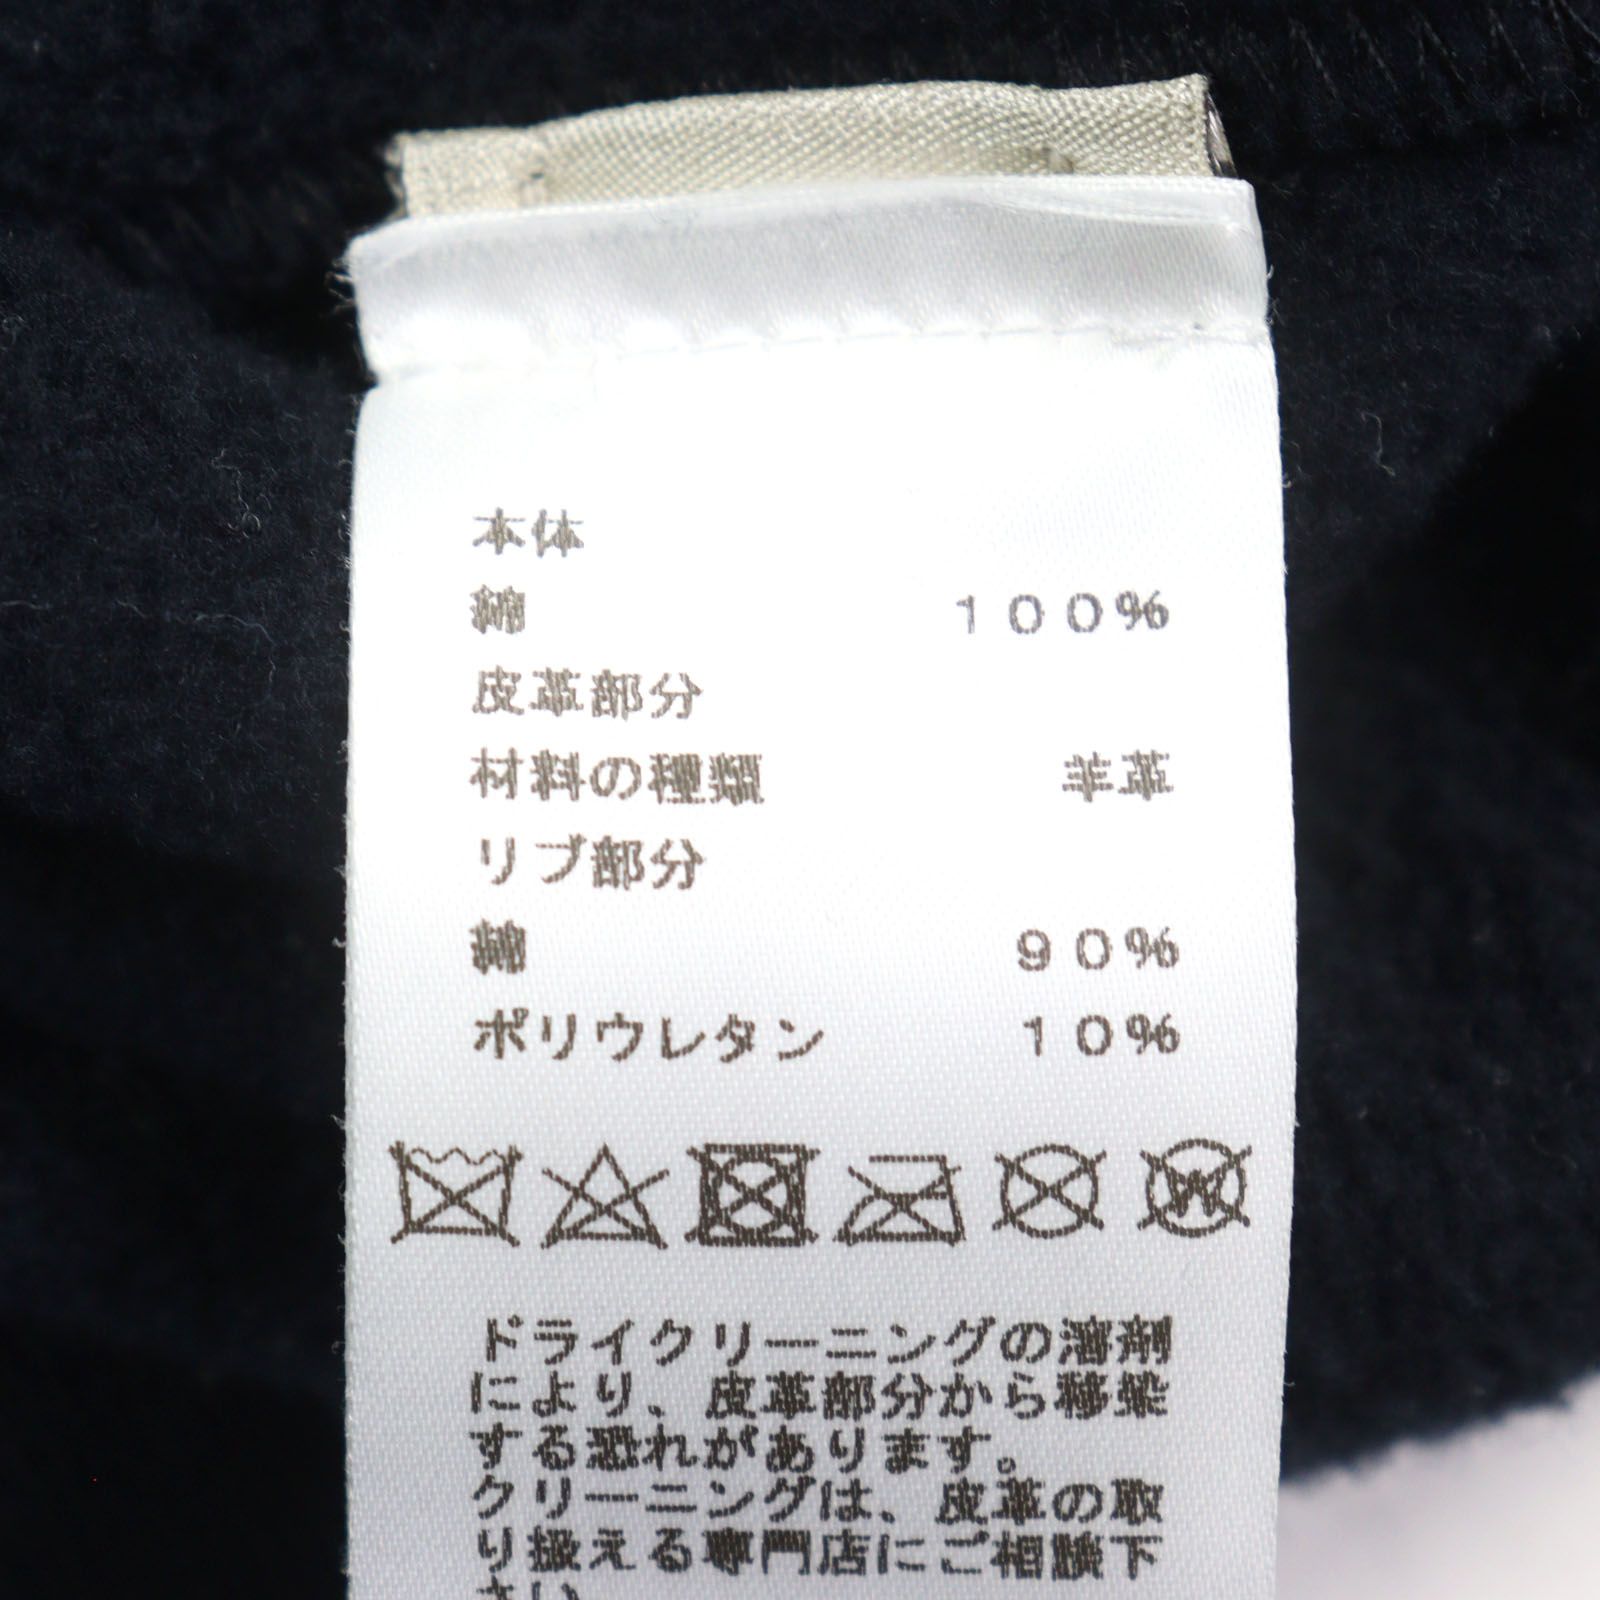 本体
綿 100%
皮革部分
材料の種類 羊革
リブ部分
綿 90%
ポリウレタン 10%
ドライクリーニングの溶剤
により、皮革部分から移染
する恐れがあります。
クリーニングは、皮革の取
り扱える専門店にご相談下
さい